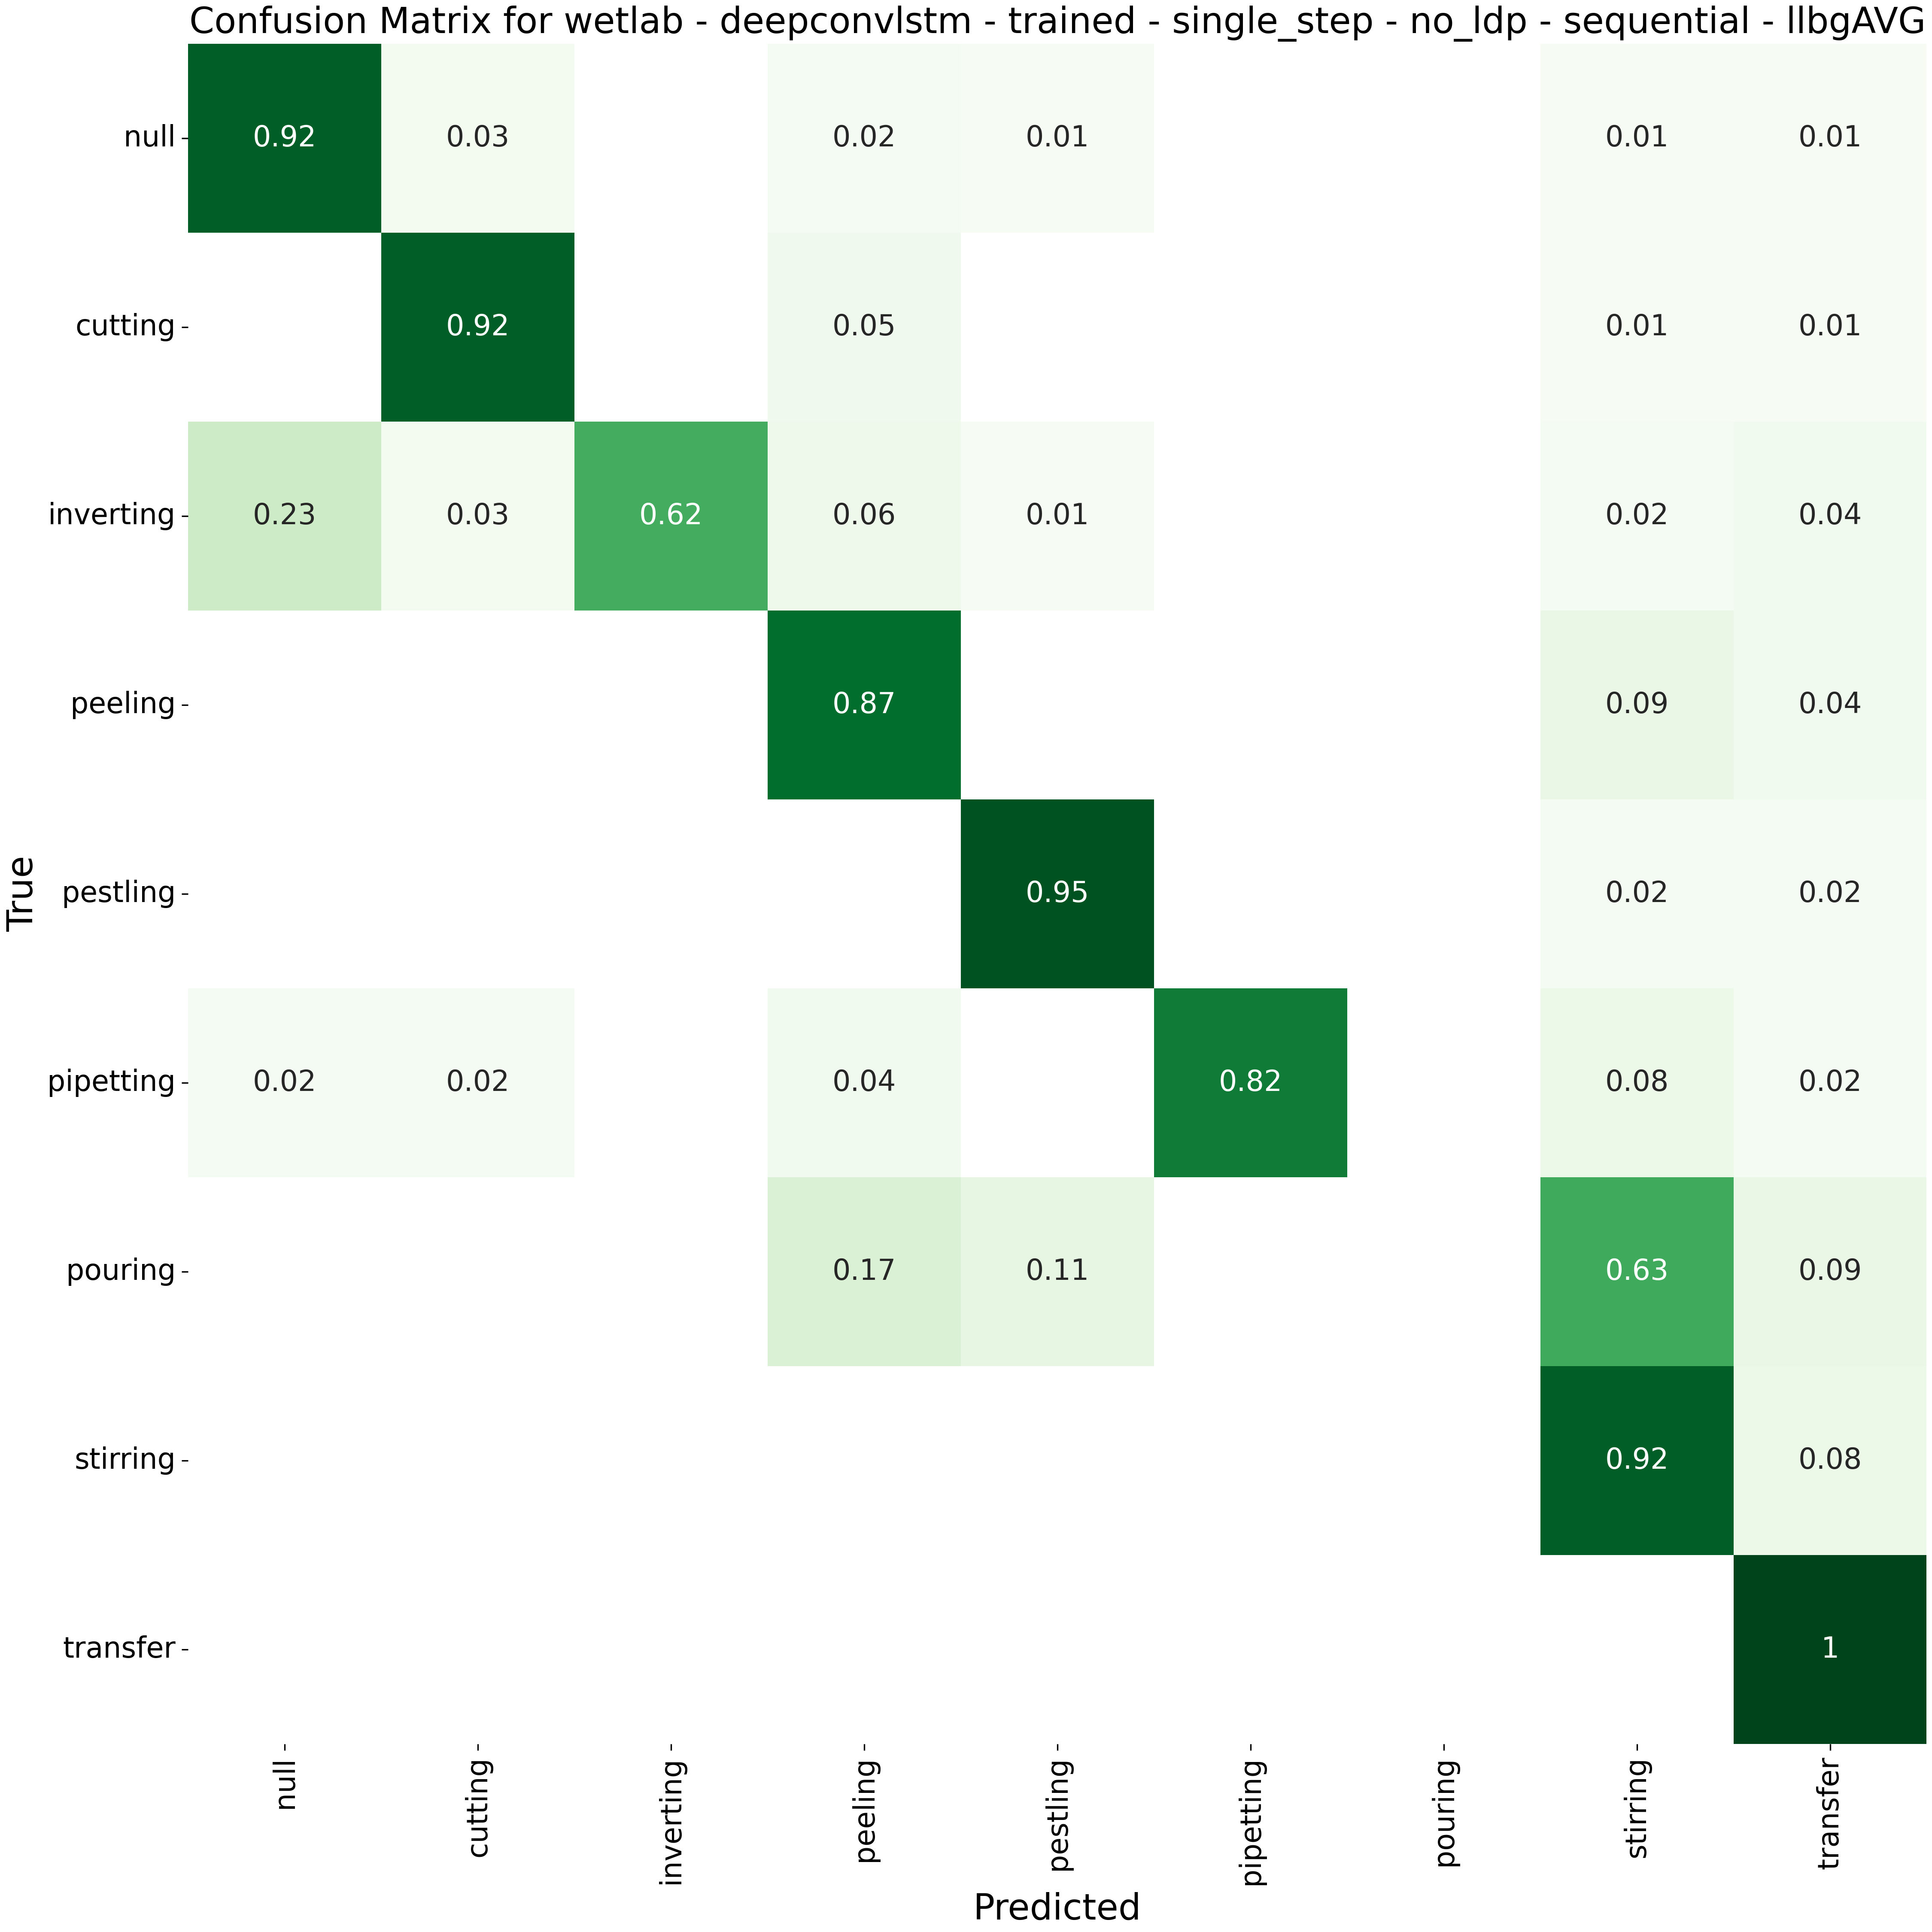 Confusion Matrix for wetlab - deepconvlstm - trained - single_step - no_ldp - sequential - llbgAVG
null 0.92 0.03 0.02 0.01 0.01 0.01
cutting 0.92 0.05 0.01 0.01
inverting 0.23 0.03 0.62 0.06 0.01 0.02 0.04
peeling 0.87 0.09 0.04
pestling 0.95 0.02 0.02
pipetting 0.02 0.02 0.04 0.82 0.08 0.02
pouring 0.17 0.11 0.63 0.09
stirring 0.92 0.08
transfer 1
True
null cutting inverting peeling pestling pipetting pouring stirring transfer
Predicted